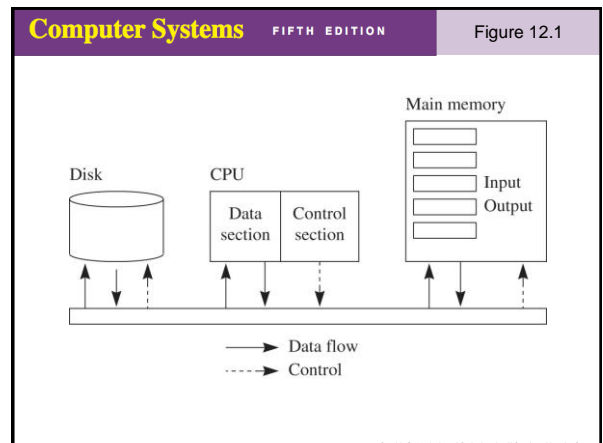 Computer Systems FIFTH EDITION Figure 12.1
Main memory
Disk CPU
Input
Output
Data section
Control section
Data flow
Control